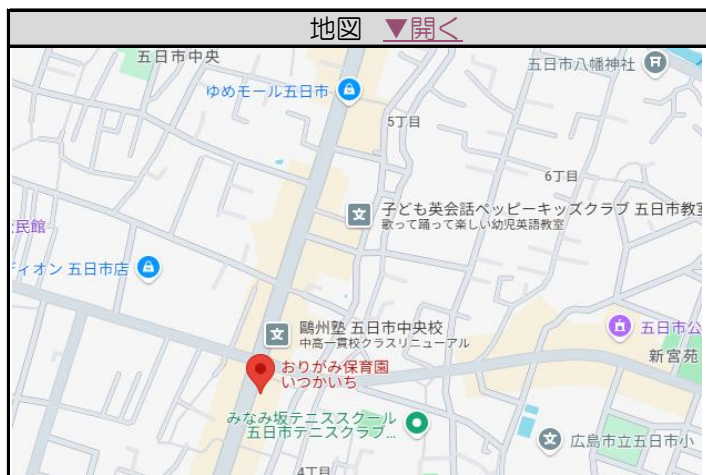 地図 ▼開く
五日市中央
五日市八幡神社
ゆめモール五日市
5丁目
6丁目
子ども英会話ペッピーキッズクラブ 五日市教室
歌って踊って楽しい幼児英語教室
民館
ディオン 五日市店
鷗州塾 五日市中央校
中高一貫校クラスリニューアル
五日市公
新宮苑
おりがみ保育園
いつかいち
みなみ坂テニススクール
五日市テニスクラブ...
広島市立五日市小
4丁目